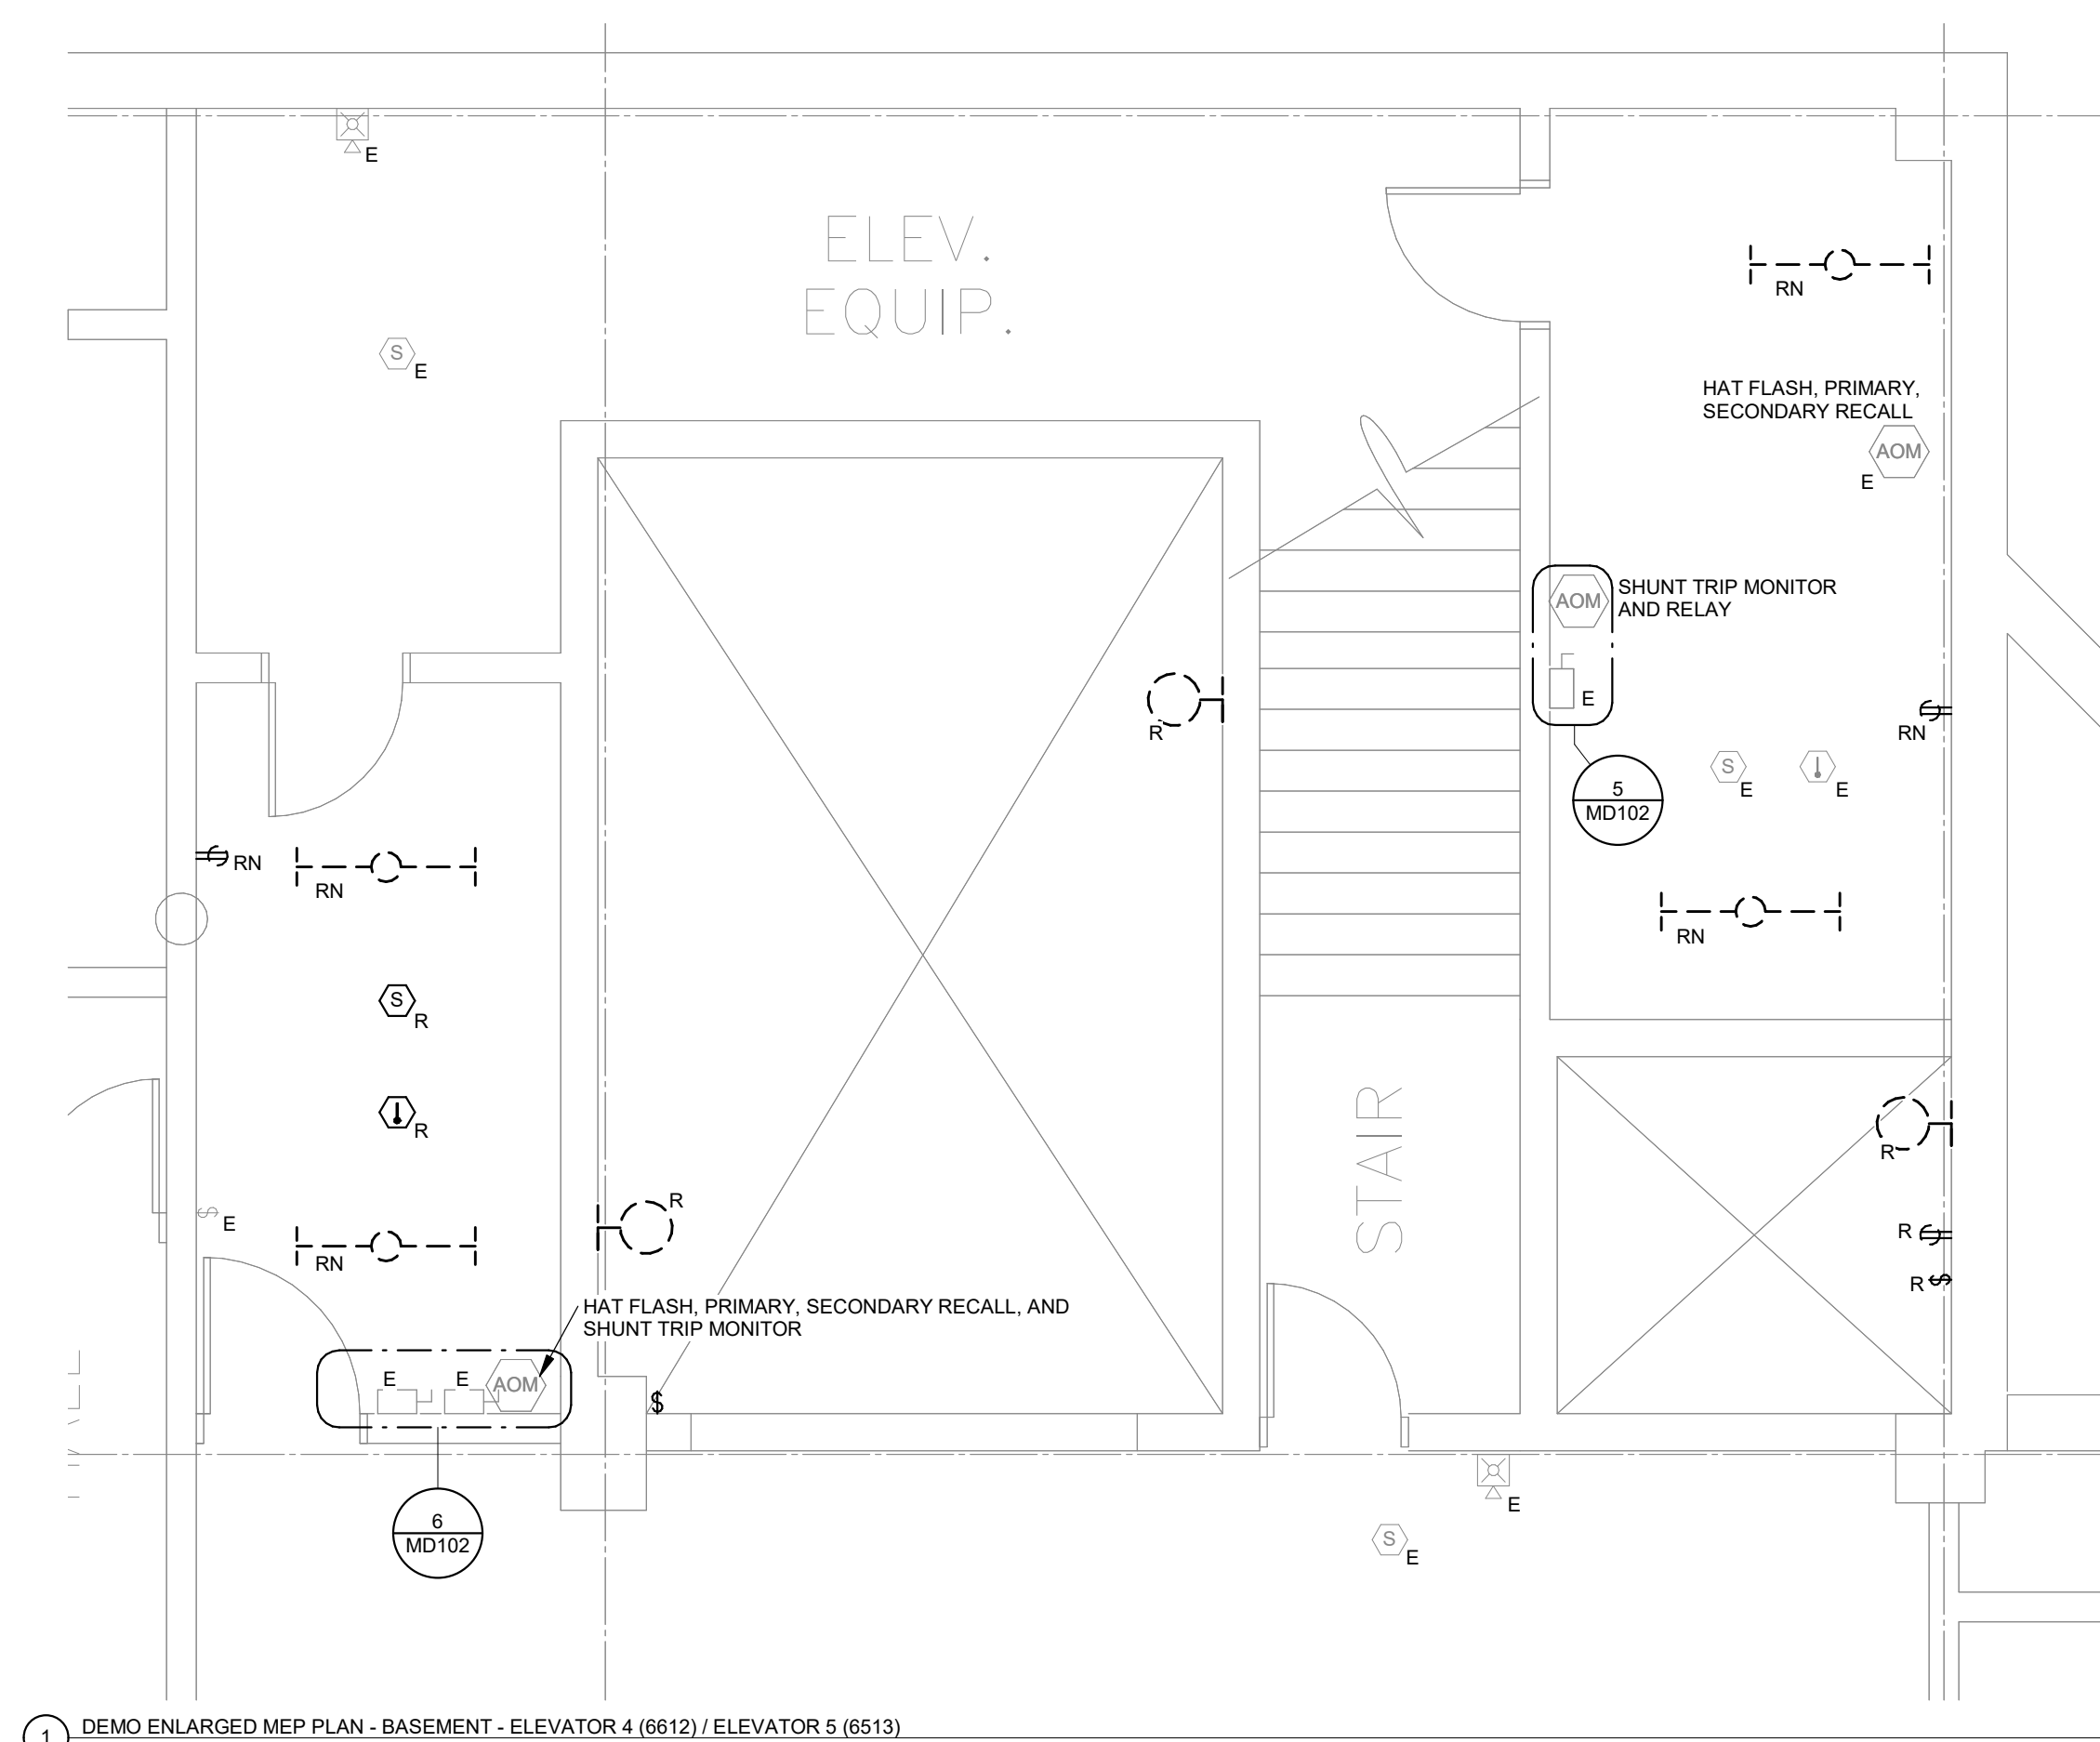 E
ELEV.
EQUIP.
RN
S
E
HAT FLASH, PRIMARY,
SECONDARY RECALL
AOM
E
AOM
SHUNT TRIP MONITOR
AND RELAY
E
R
RN
S
E
E
5
MD102
RN
RN
RN
S
R
R
STAIR
R
E
RN
R
R
$
R
$
HAT FLASH, PRIMARY, SECONDARY RECALL, AND
SHUNT TRIP MONITOR
E
E
AOM
$
E
S
E
6
MD102
1
DEMO ENLARGED MEP PLAN - BASEMENT - ELEVATOR 4 (6612) / ELEVATOR 5 (6513)